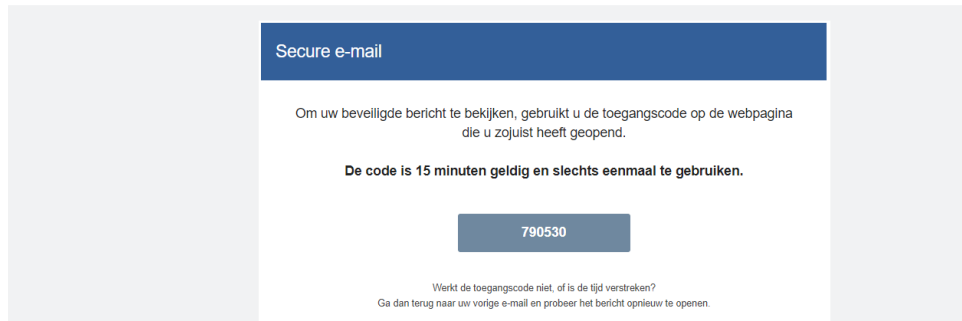 Secure e-mail
Om uw beveiligde bericht te bekijken, gebruikt u de toegangscode op de webpagina
die u zojuist heeft geopend.
De code is 15 minuten geldig en slechts eenmaal te gebruiken.
790530
Werkt de toegangscode niet, of is de tijd verstreken?
Ga dan terug naar uw vorige e-mail en probeer het bericht opnieuw te openen.